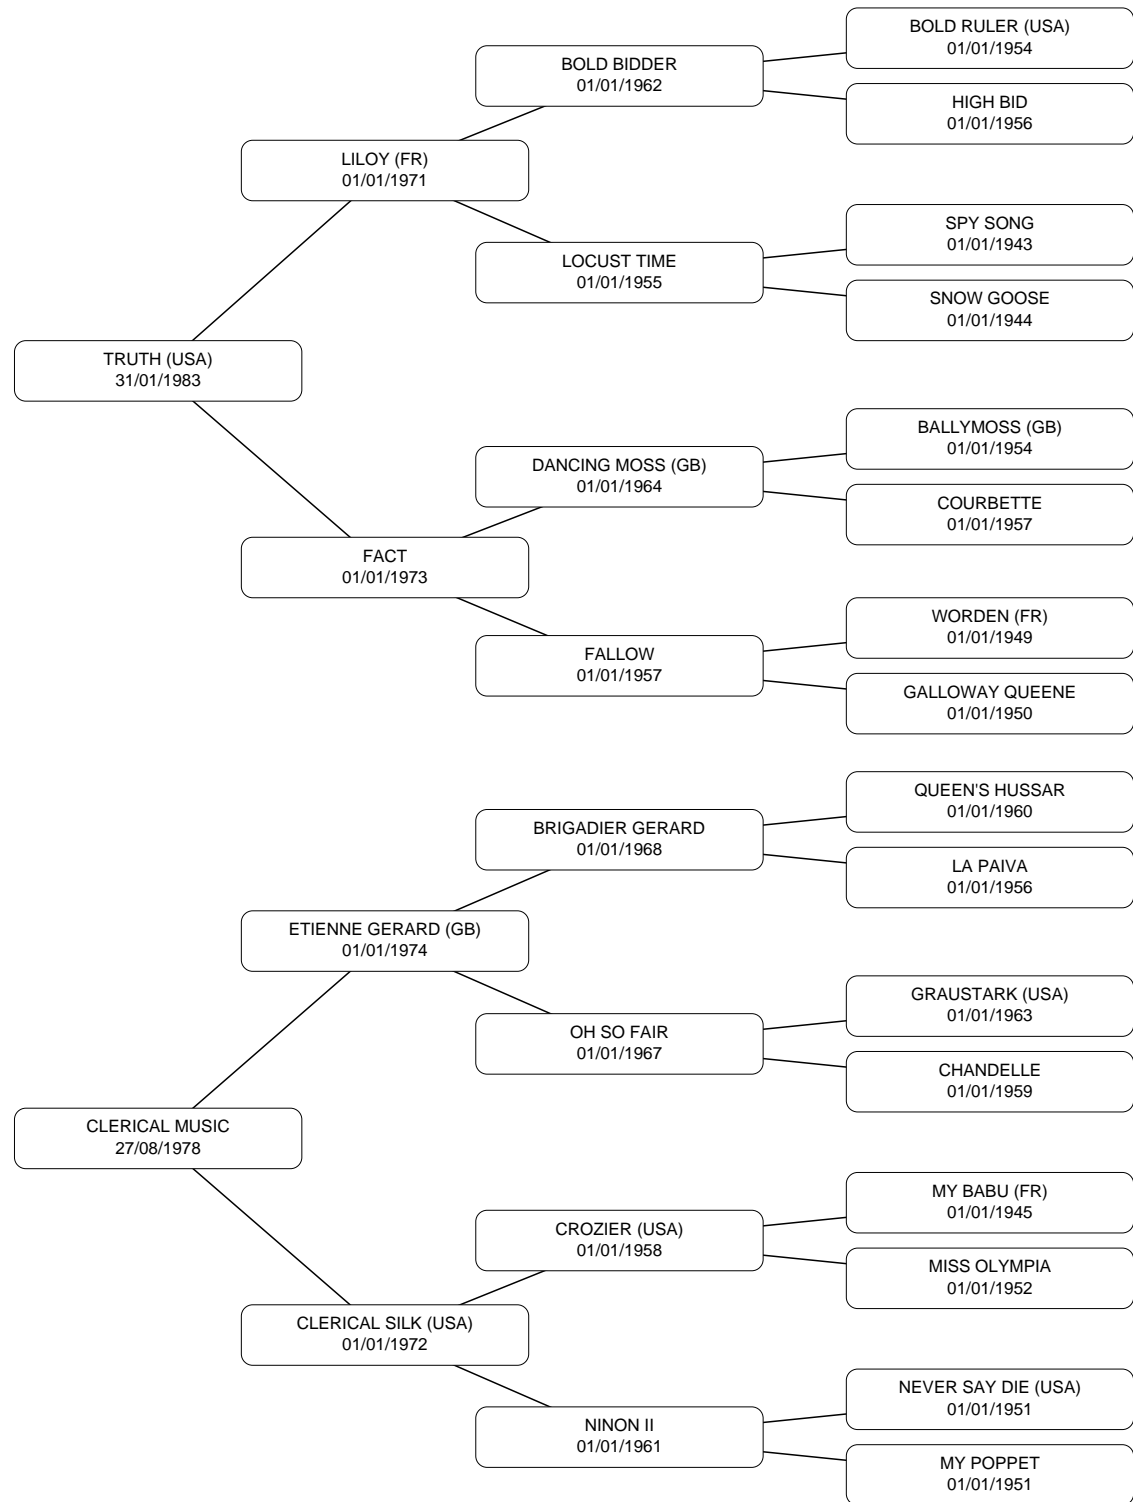 BOLD RULER (USA)
01/01/1954
BOLD BIDDER
01/01/1962
HIGH BID
01/01/1956
LILOY (FR)
01/01/1971
SPY SONG
01/01/1943
LOCUST TIME
01/01/1955
SNOW GOOSE
01/01/1944
TRUTH (USA)
31/01/1983
BALLYMOSS (GB)
01/01/1954
DANCING MOSS (GB)
01/01/1964
COURBETTE
01/01/1957
FACT
01/01/1973
WORDEN (FR)
01/01/1949
FALLOW
01/01/1957
GALLOWAY QUEENE
01/01/1950
QUEEN'S HUSSAR
01/01/1960
BRIGADIER GERARD
01/01/1968
LA PAIVA
01/01/1956
ETIENNE GERARD (GB)
01/01/1974
GRAUSTARK (USA)
01/01/1963
OH SO FAIR
01/01/1967
CHANDELLE
01/01/1959
CLERICAL MUSIC
27/08/1978
MY BABU (FR)
01/01/1945
CROZIER (USA)
01/01/1958
MISS OLYMPIA
01/01/1952
CLERICAL SILK (USA)
01/01/1972
NEVER SAY DIE (USA)
01/01/1951
NINON II
01/01/1961
MY POPPET
01/01/1951